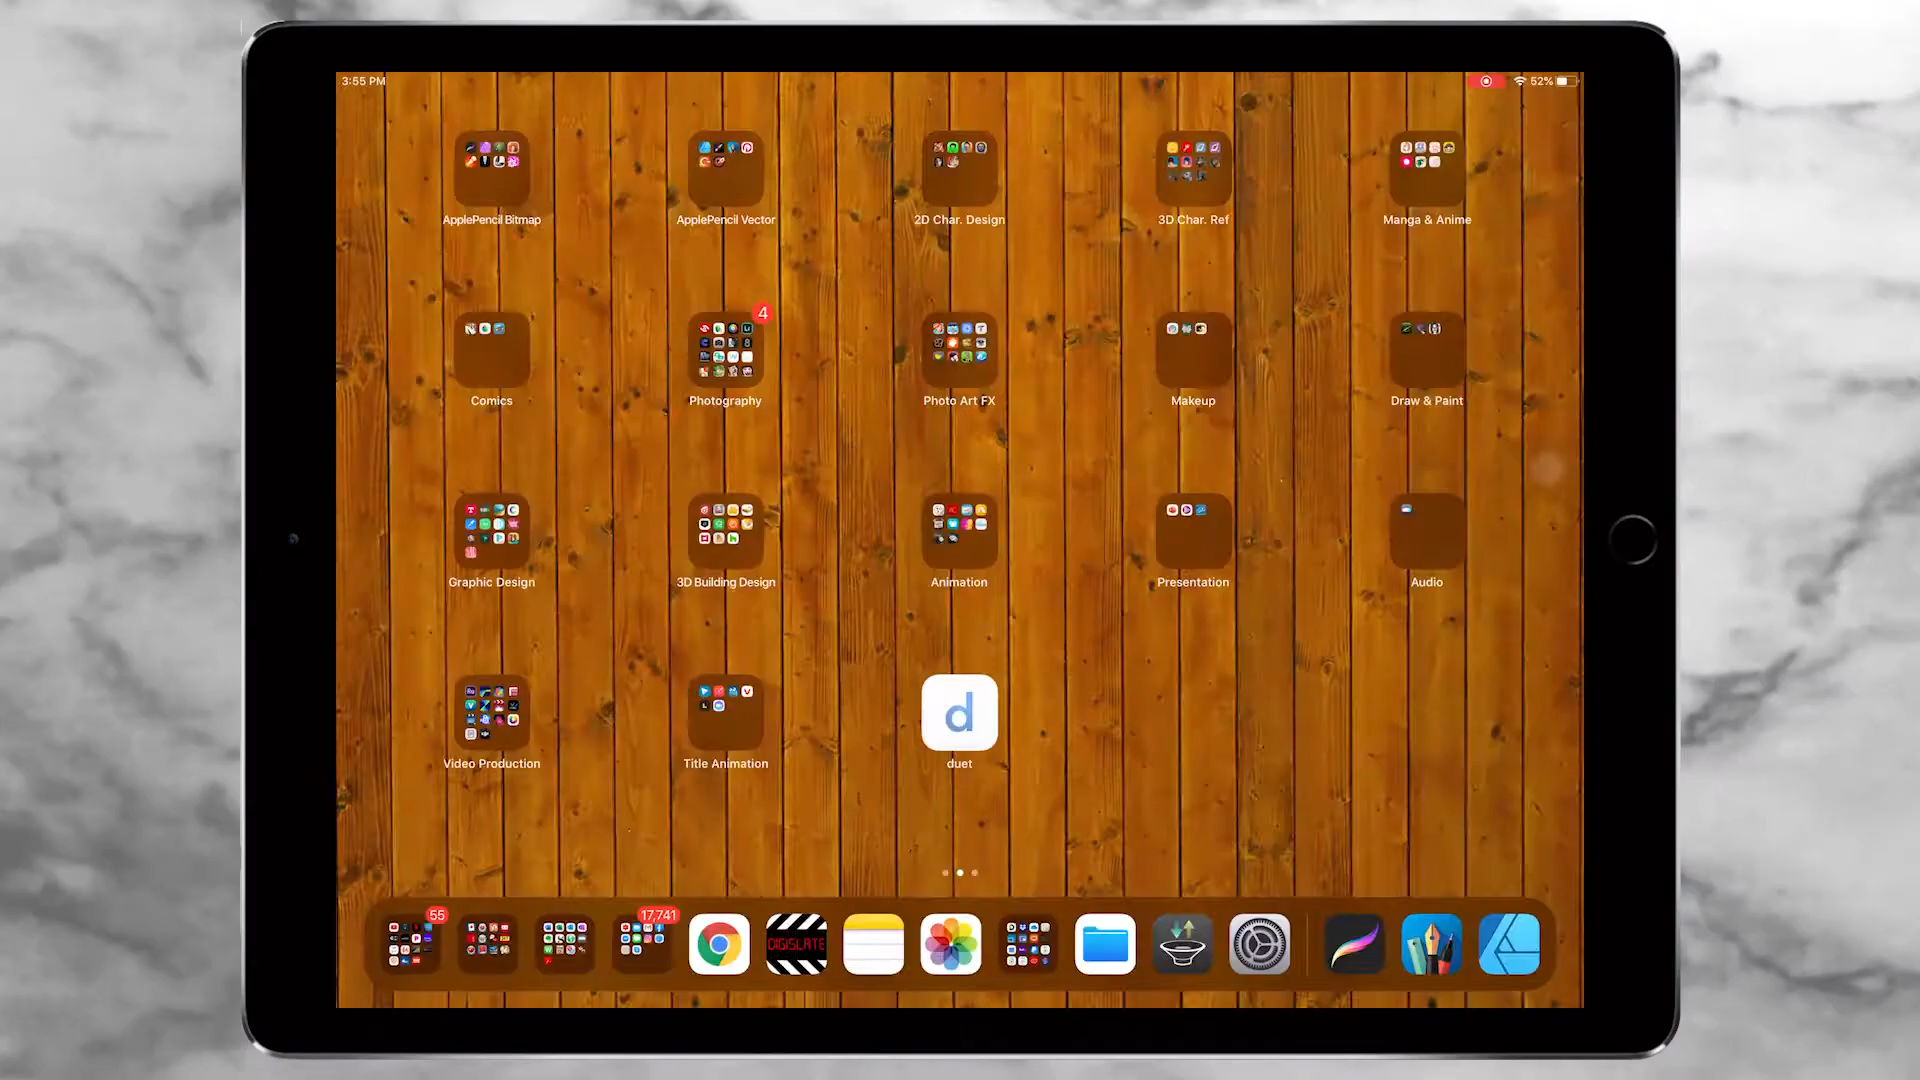 3:55 PM
52%
ApplePencil Bitmap
ApplePencil Vector
2D Char. Design
3D Char. Ref
Manga & Anime
4
Comics
Photography
Photo Art FX
Makeup
Draw & Paint
Graphic Design
3D Building Design
Animation
Presentation
Audio
d
Video Production
Title Animation
duet
55
17,741
DIGISLATE